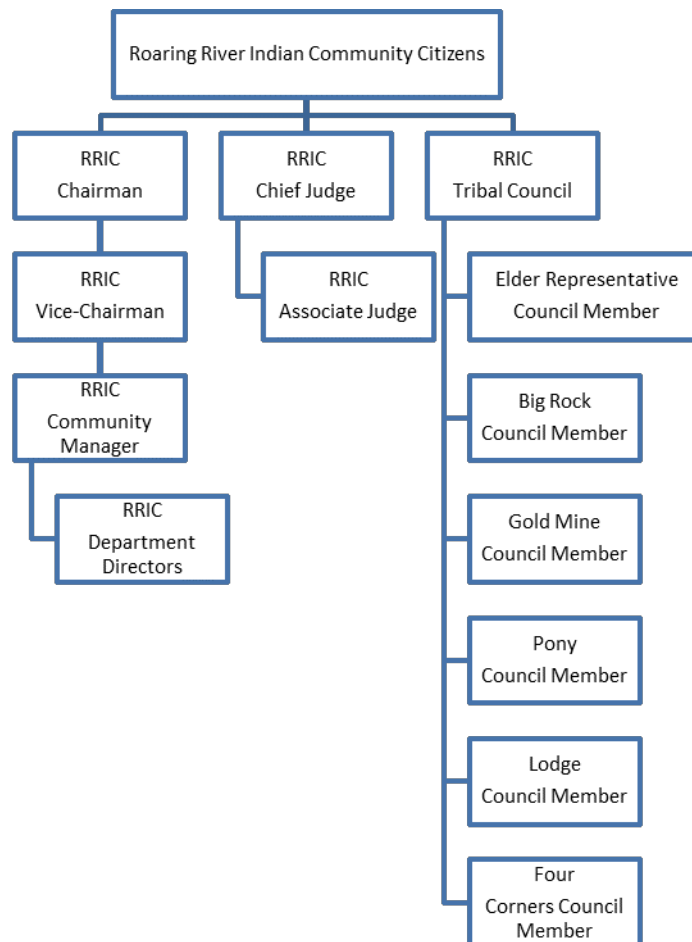 Roaring River Indian Community Citizens
RRIC
Chairman
RRIC
Chief Judge
RRIC
Tribal Council
RRIC
Vice-Chairman
RRIC
Associate Judge
Elder Representative
Council Member
RRIC
Community
Manager
Big Rock
Council Member
RRIC
Department
Directors
Gold Mine
Council Member
Pony
Council Member
Lodge
Council Member
Four
Corners Council
Member